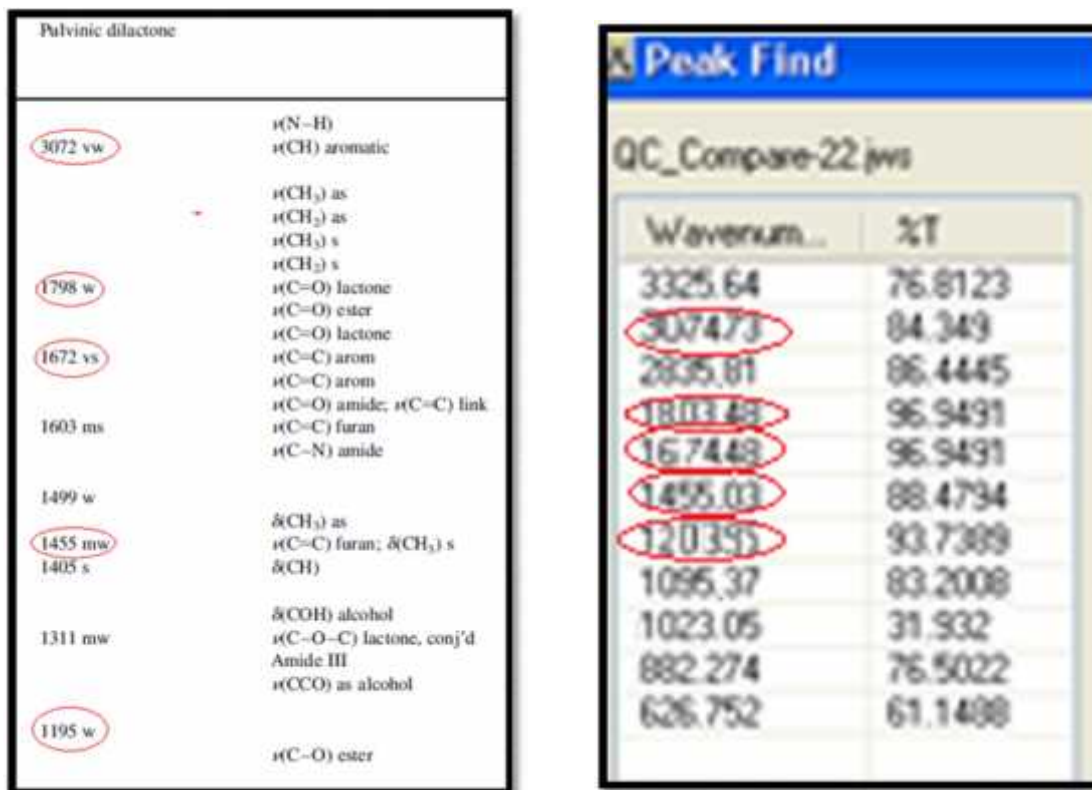 Pulvinic dilactone
ν(N–H)
3072 vw ν(CH) aromatic
ν(CH₃) as
ν(CH₂) as
ν(CH₃) s
ν(CH₂) s
1798 w ν(C=O) lactone
ν(C=O) ester
ν(C=O) lactone
1672 vs ν(C=C) arom
ν(C=C) arom
ν(C=O) amide; ν(C=C) link
1603 ms ν(C=C) furan
ν(C–N) amide
1499 w
δ(CH₃) as
1455 mw ν(C=C) furan; δ(CH₃) s
1405 s δ(CH)
δ(COH) alcohol
1311 mw ν(C–O–C) lactone, conj'd
Amide III
ν(CCO) as alcohol
1195 w
ν(C–O) ester
Peak Find
QC_Compare-22.jws
Wavenum... %T
3325.64 76.8123
3074.73 84.349
2835.81 86.4445
1803.48 96.9491
1674.48 96.9491
1455.03 88.4794
93.7389
1095.37 83.2008
1023.05 31.932
882.274 76.5022
626.752 61.1488